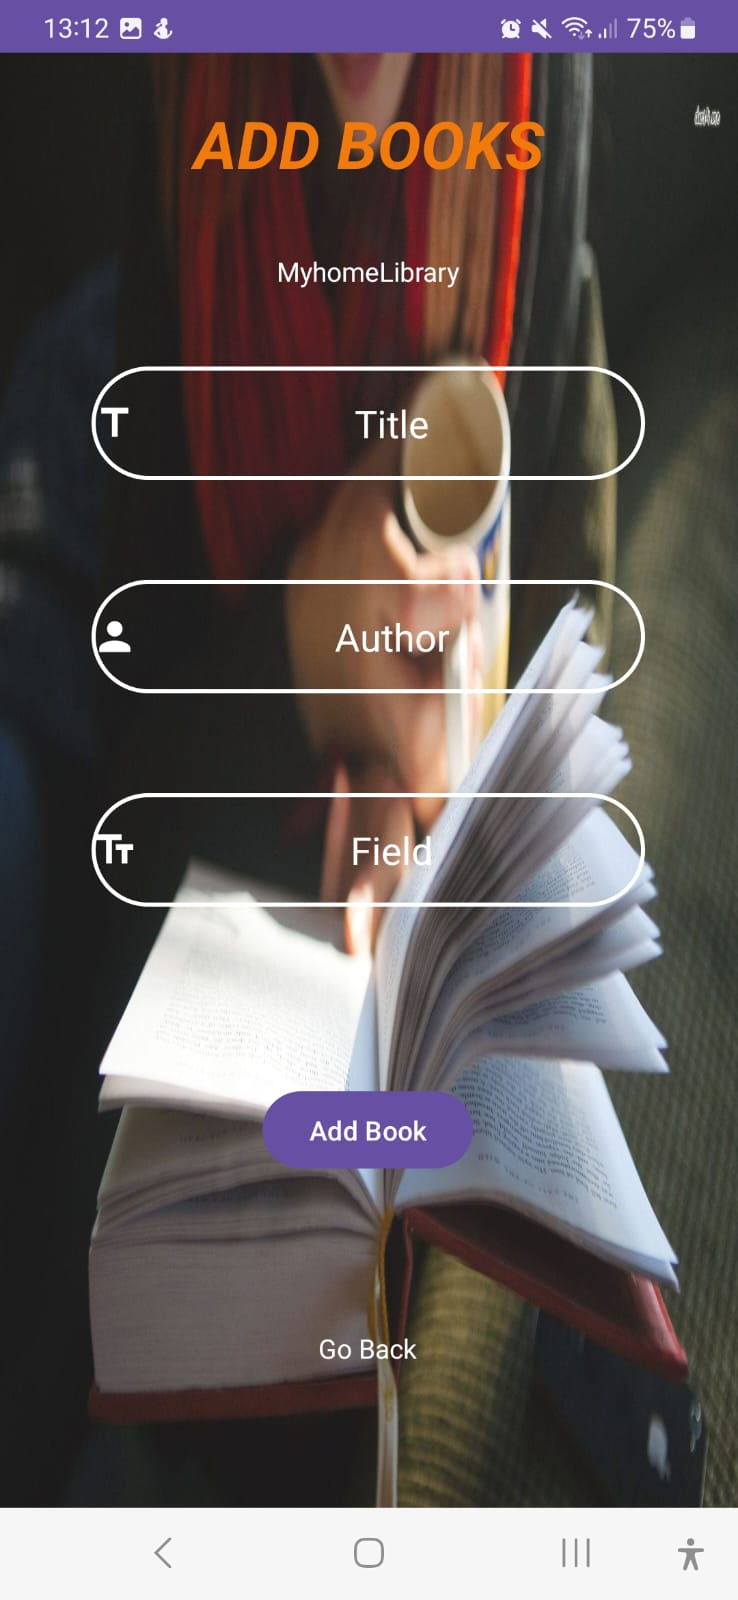 13:12
75%
ADD BOOKS
MyhomeLibrary
Title
Author
Field
Add Book
Go Back